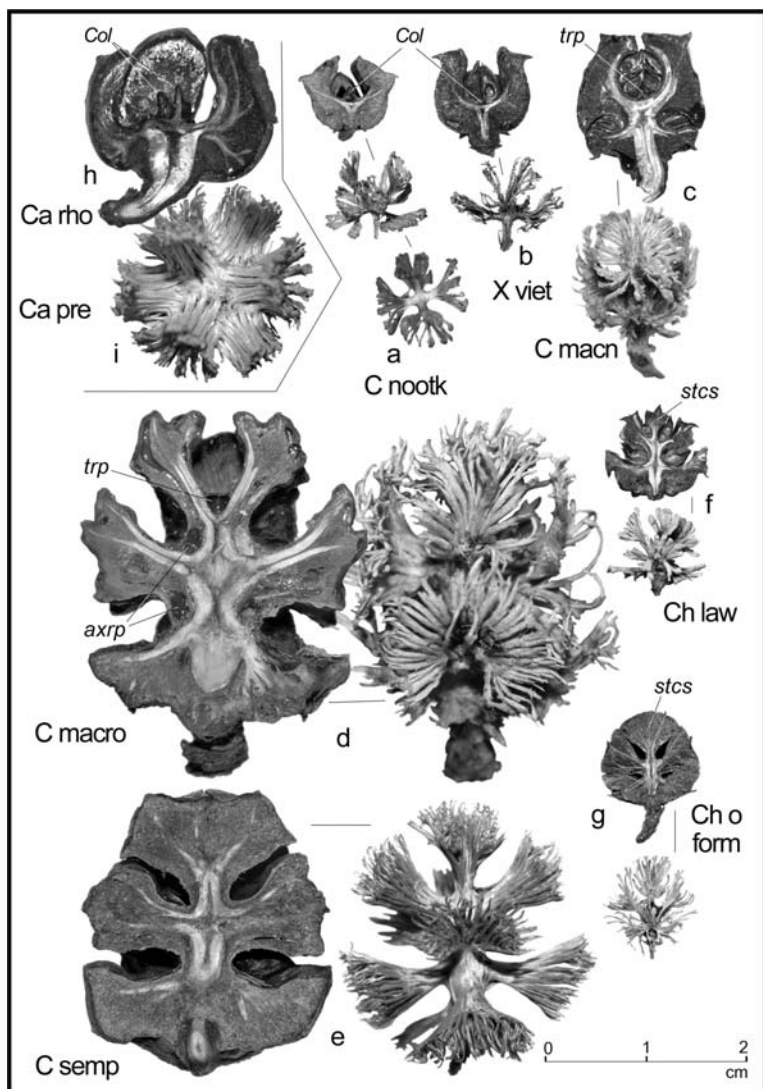 Col
Col
trp
h
c
Ca rho
b
X viet
Ca pre
C macn
i
a
C nootk
stcs
trp
f
axrp
Ch law
stcs
C macro
d
g
Ch o
form
e
C semp
0 1 2
cm